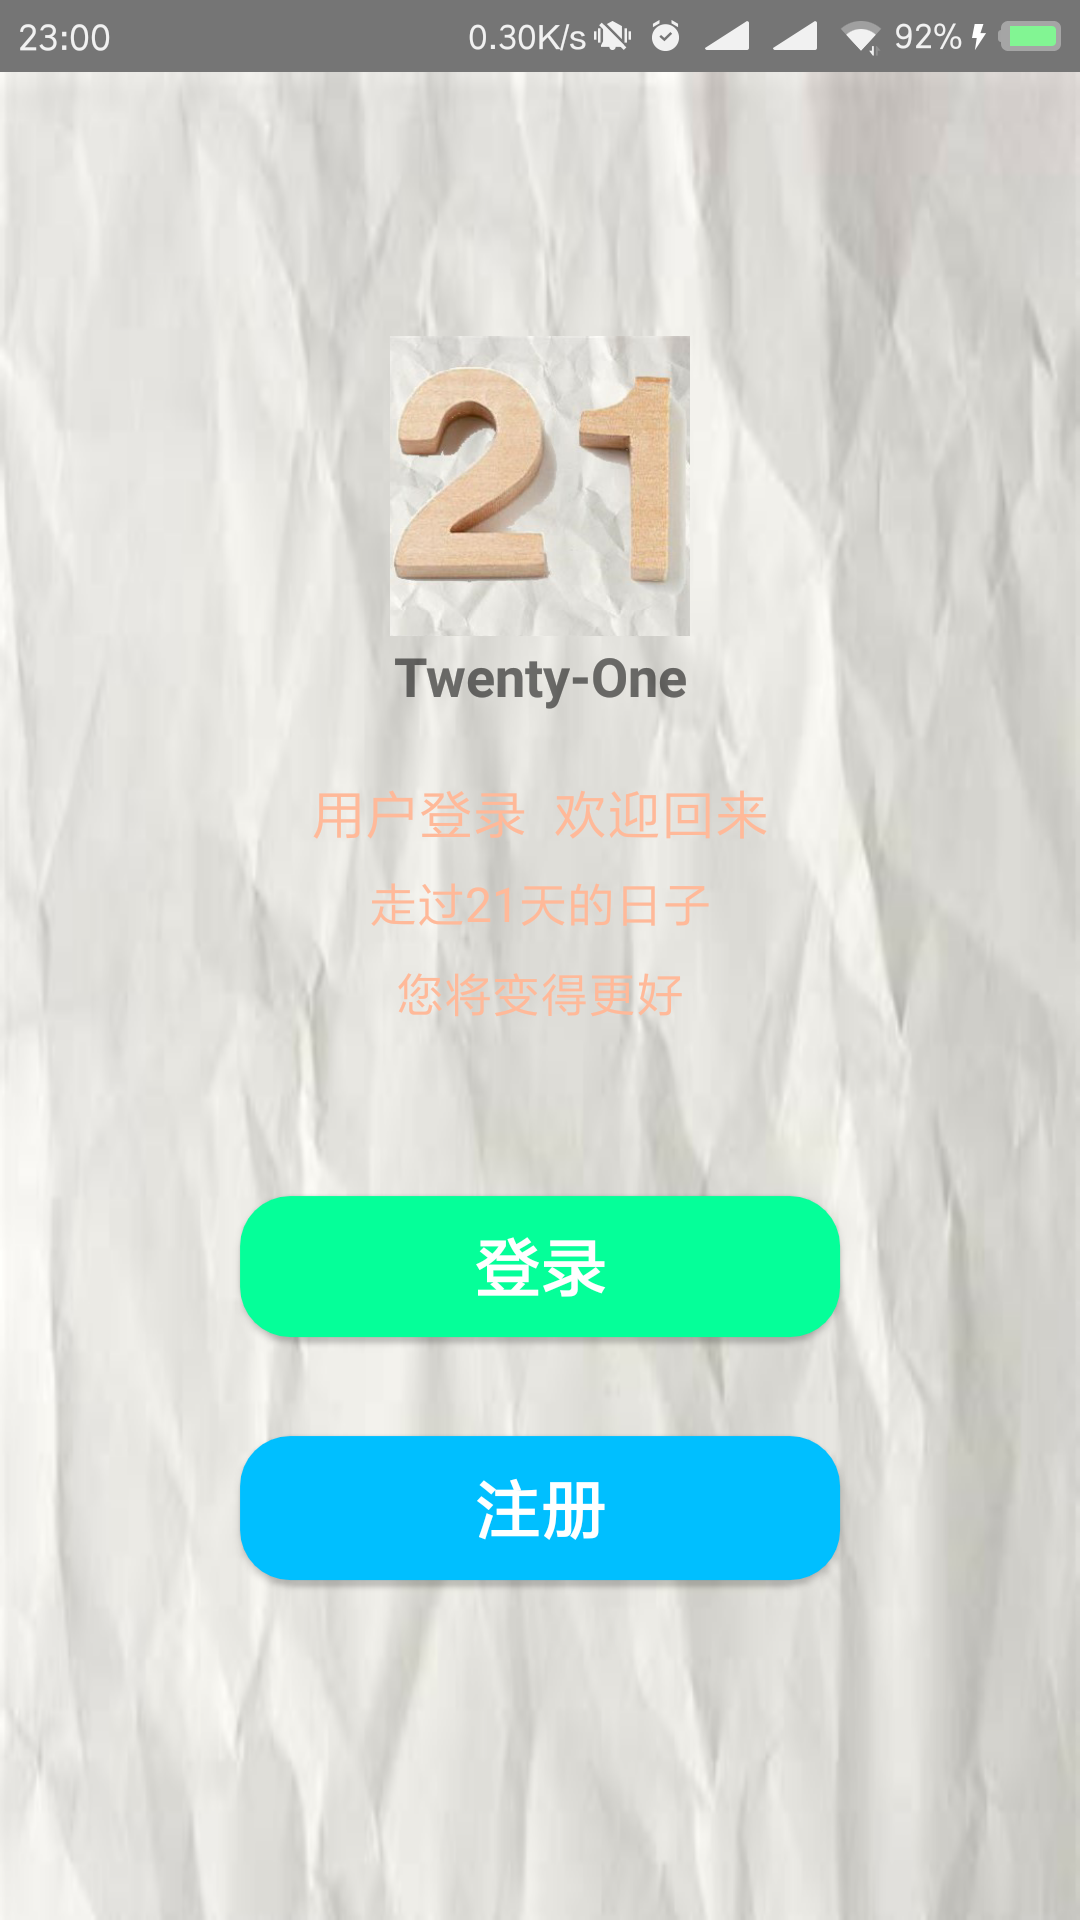 23:00 0.30K/s 92%
21
Twenty-One
用户登录 欢迎回来
走过21天的日子
您将变得更好
登录
注册